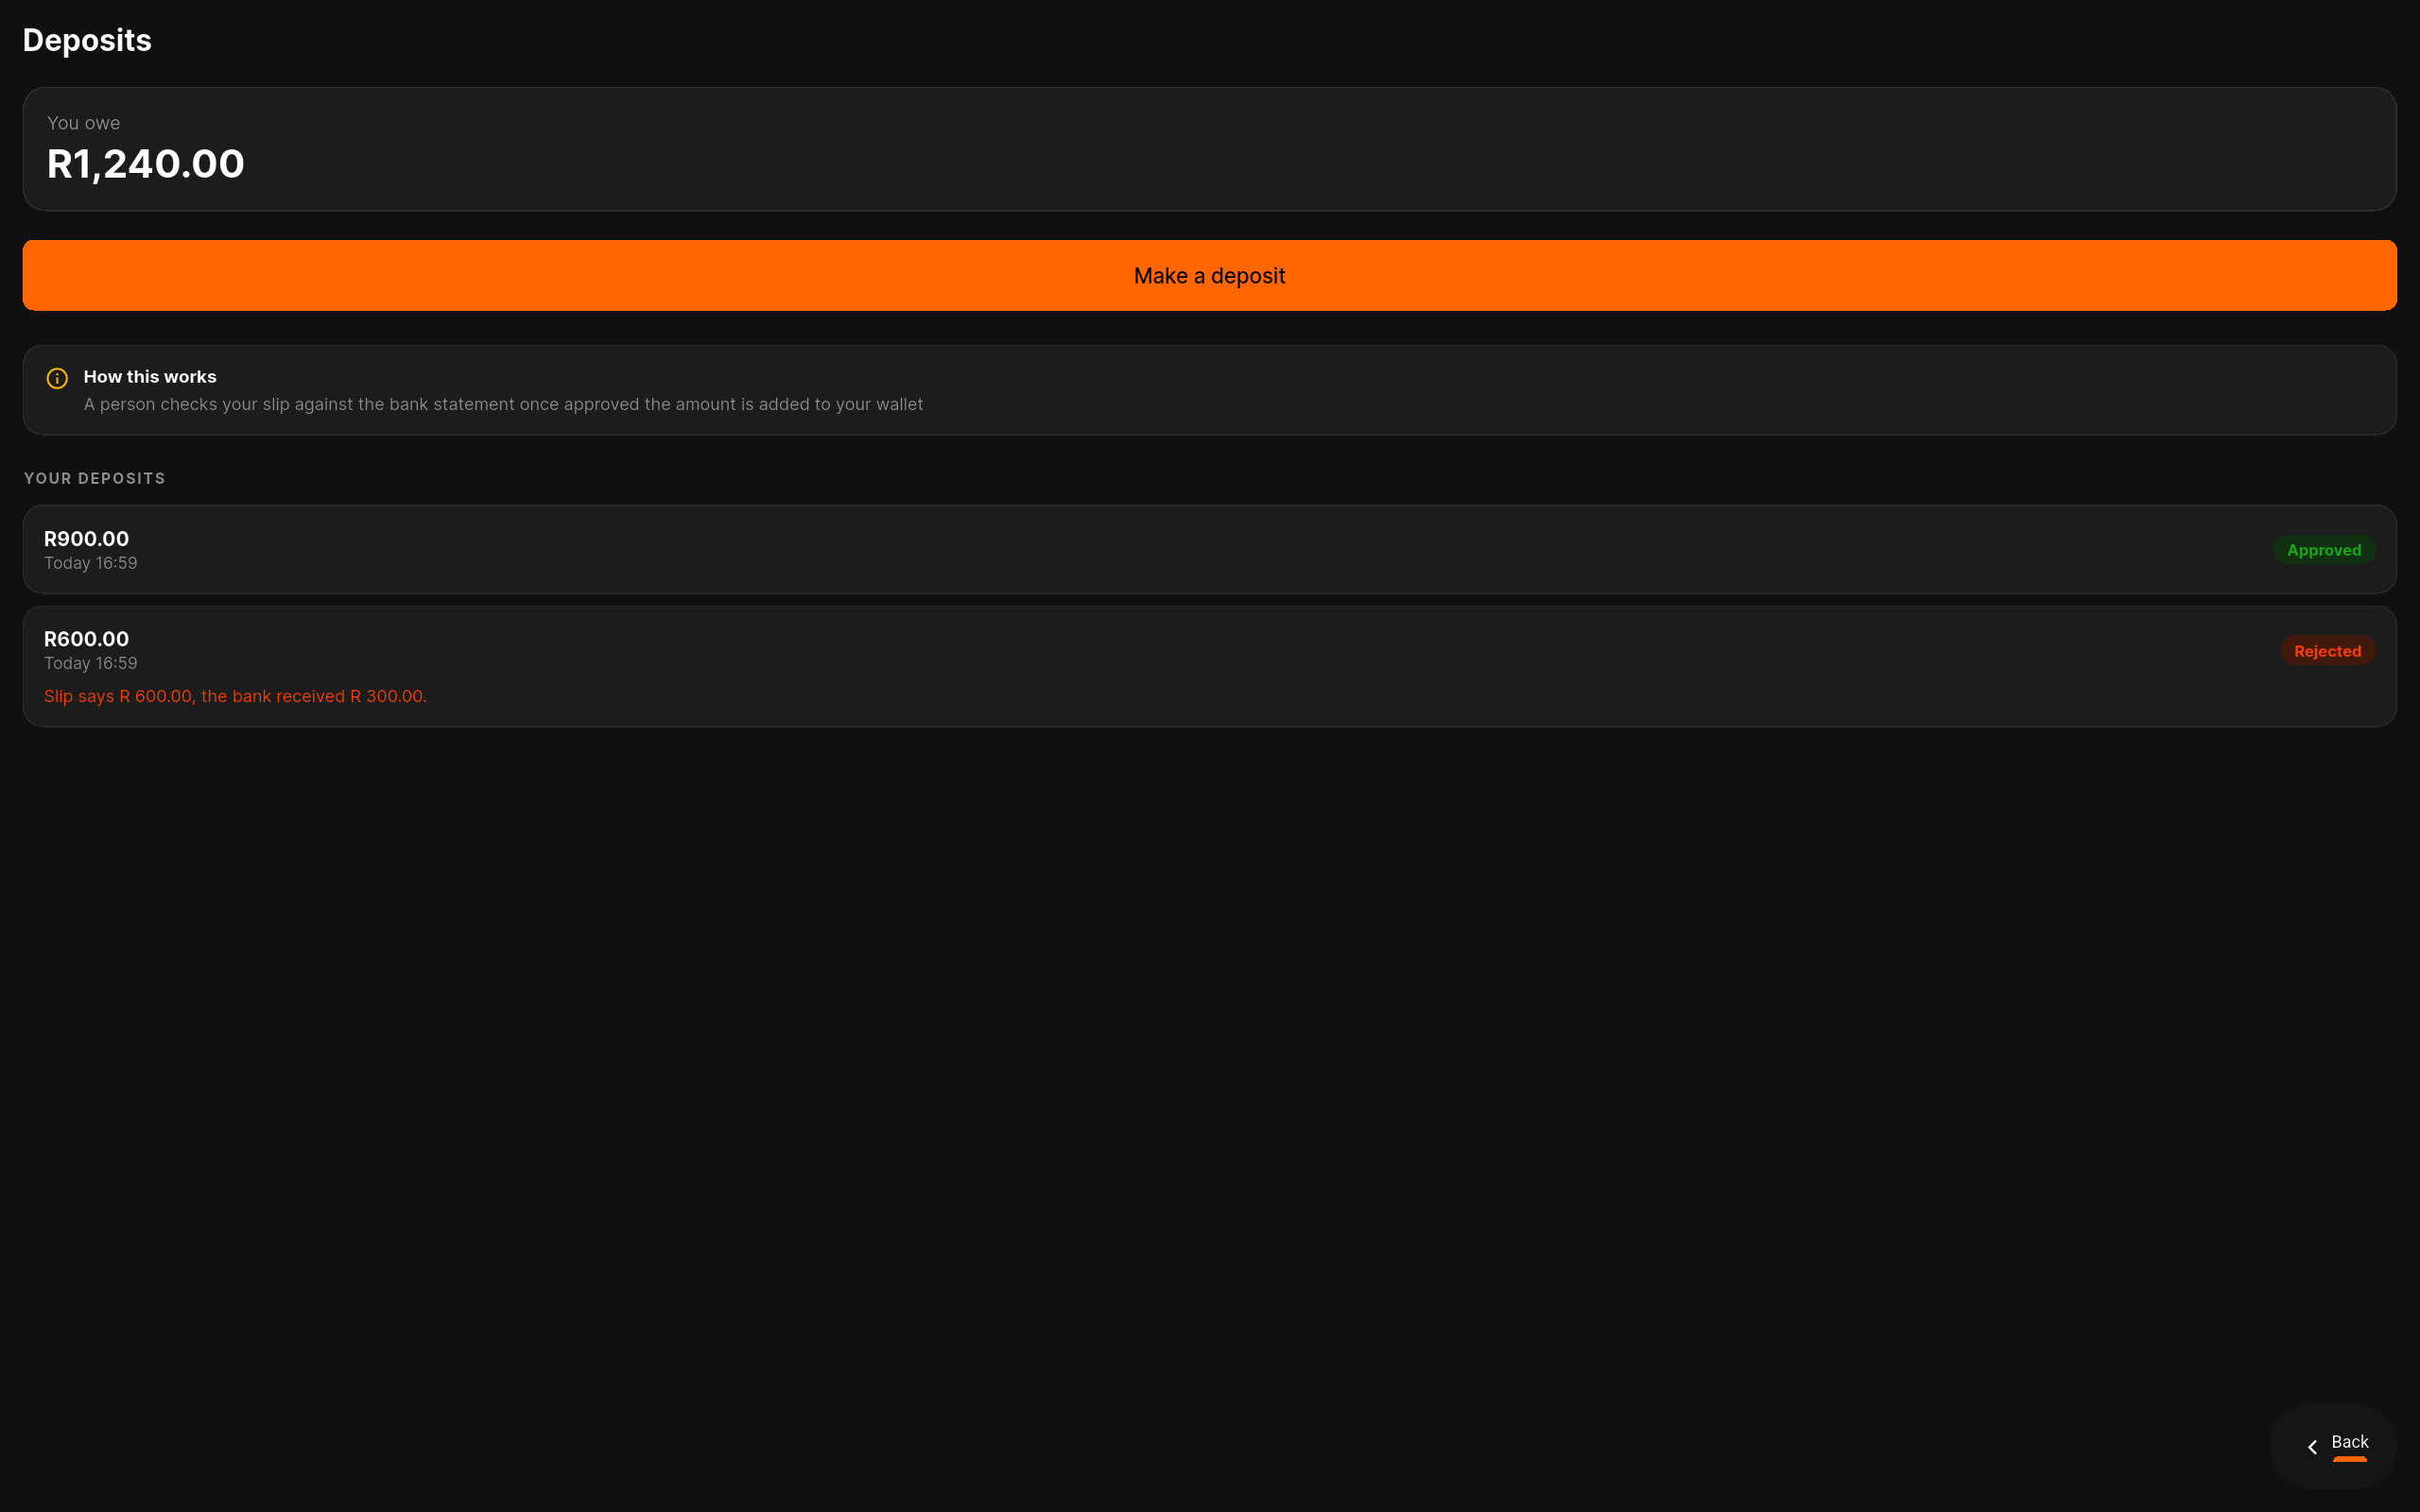 Deposits
You owe
R1,240.00
Make a deposit
How this works
A person checks your slip against the bank statement once approved the amount is added to your wallet
YOUR DEPOSITS
R900.00
Today 16:59
Approved
R600.00
Today 16:59
Rejected
Slip says R 600.00, the bank received R 300.00.
Back